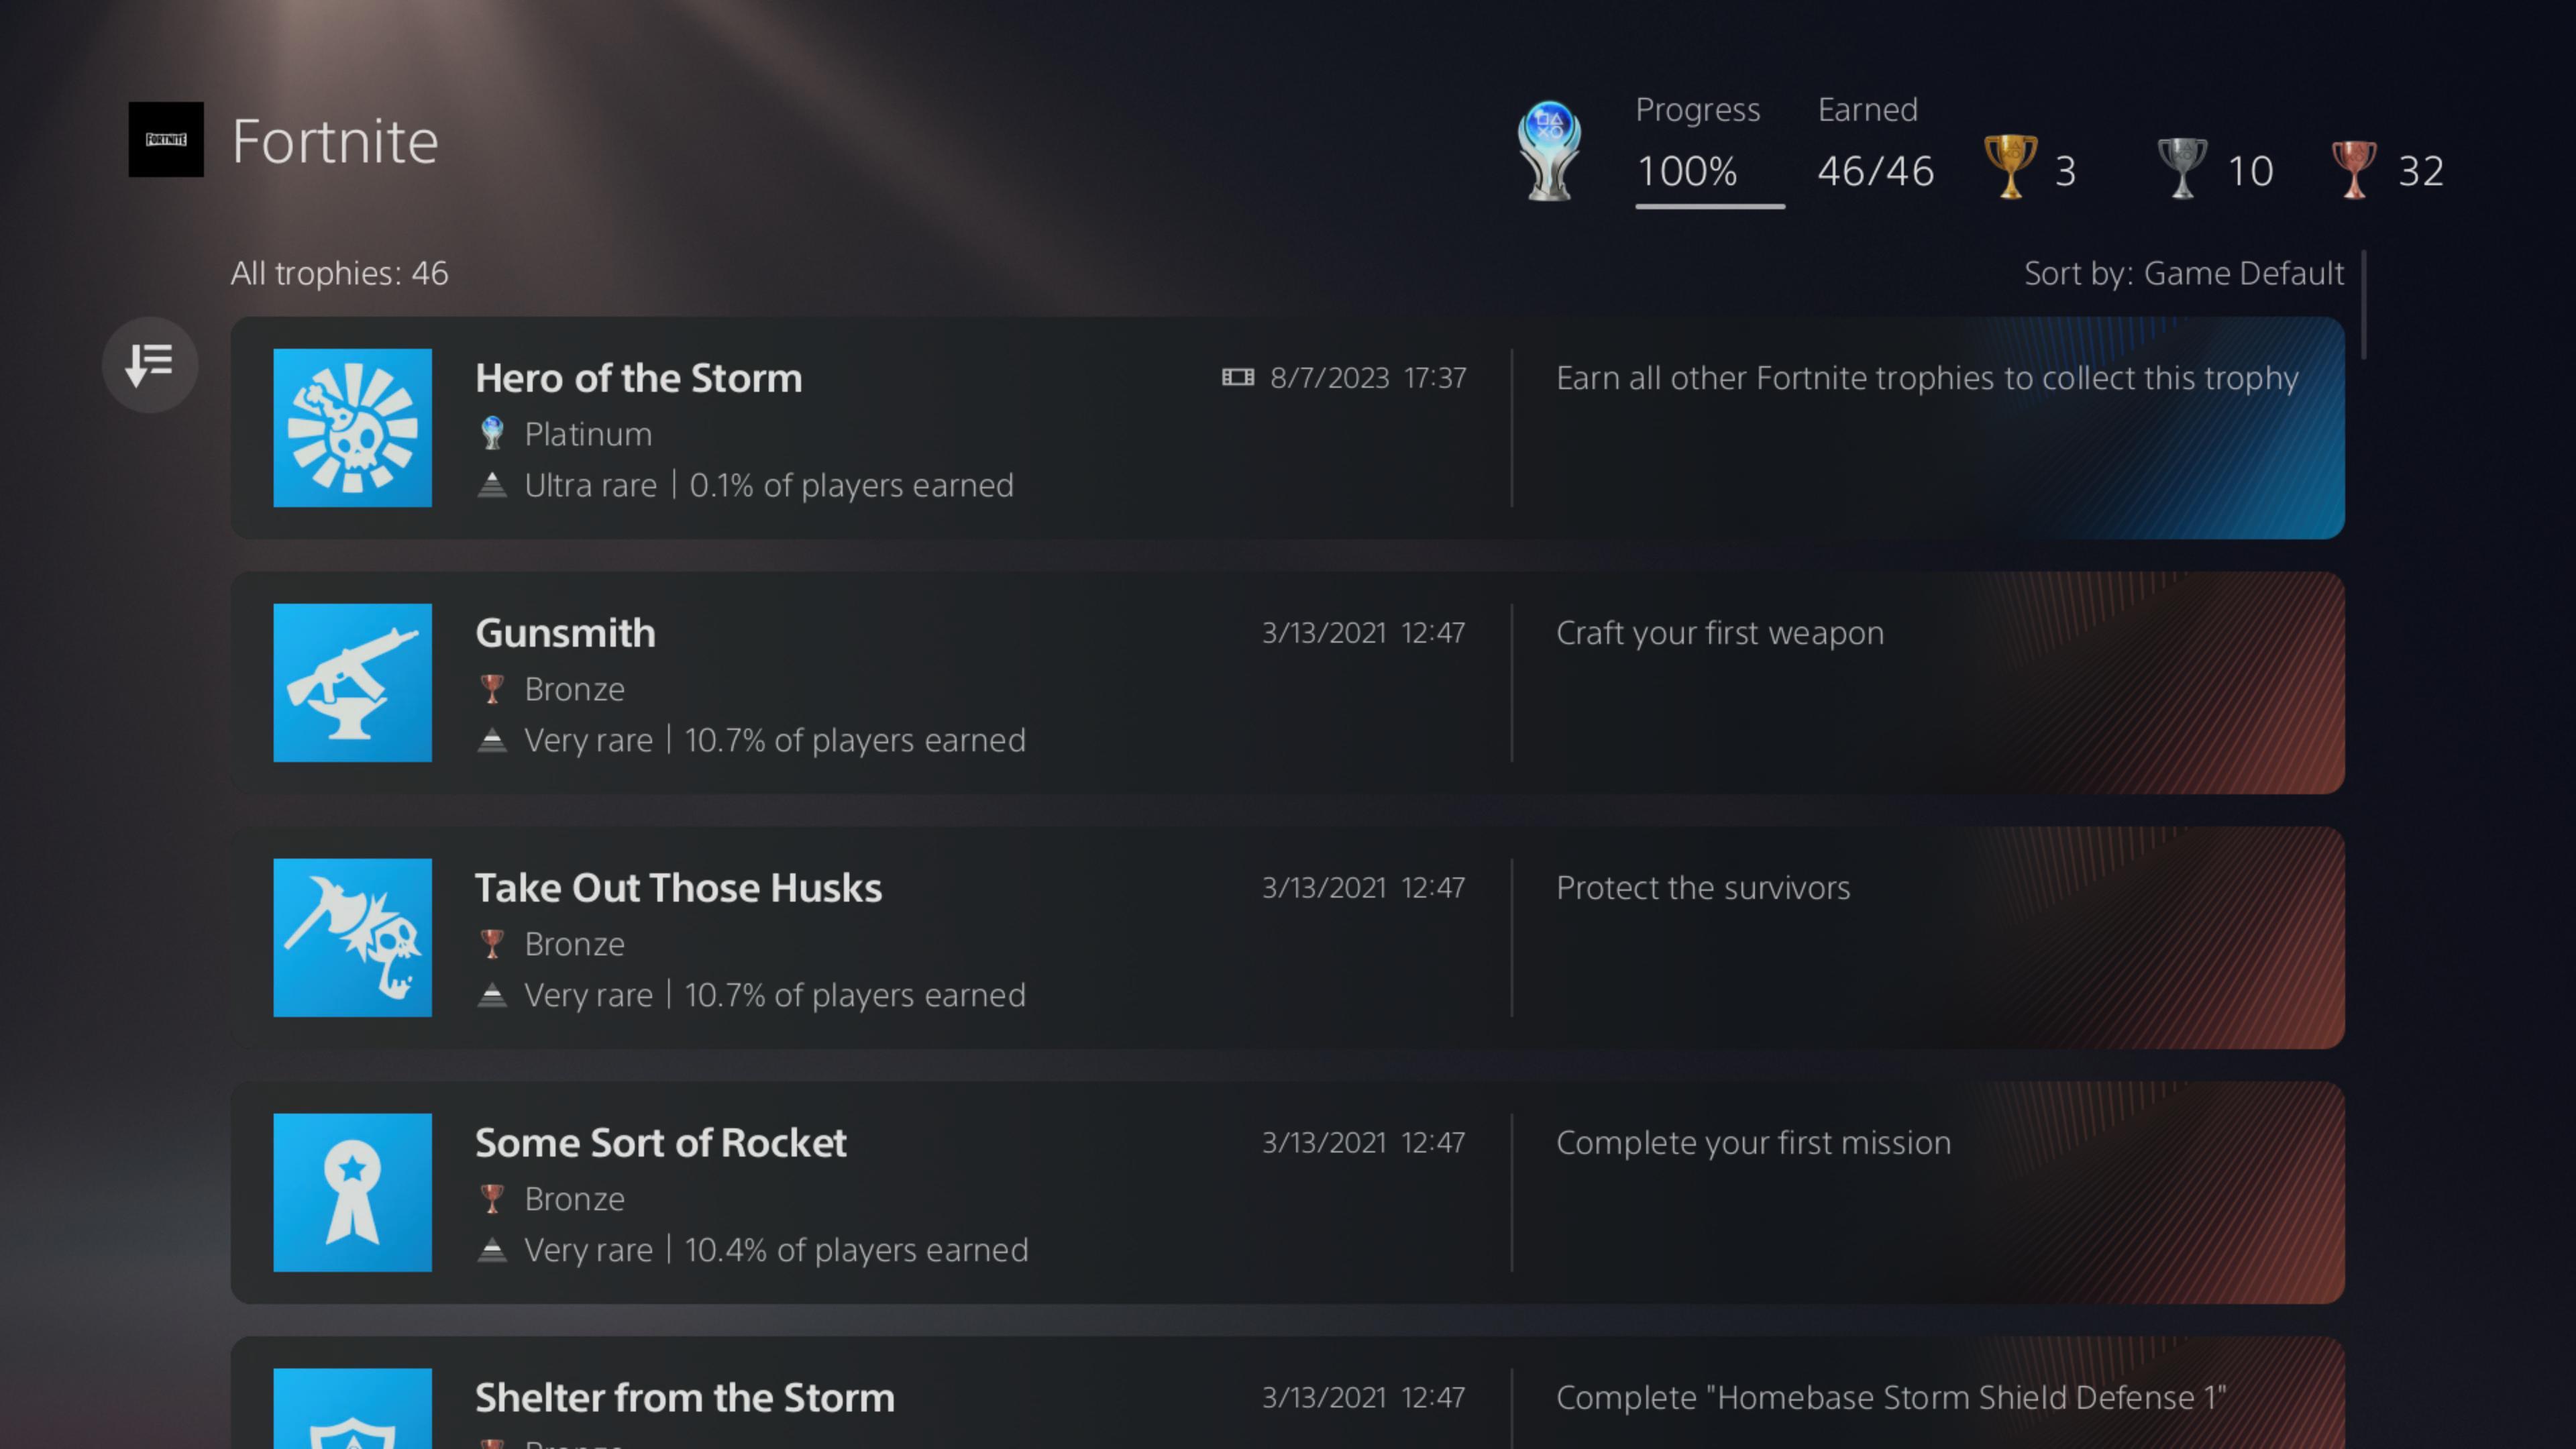 FORTNITE
Fortnite
Progress
100%
Earned
46/46
3
10
32
All trophies: 46
Sort by: Game Default
Hero of the Storm
8/7/2023 17:37
Earn all other Fortnite trophies to collect this trophy
Platinum
Ultra rare | 0.1% of players earned
Gunsmith
3/13/2021 12:47
Craft your first weapon
Bronze
Very rare | 10.7% of players earned
Take Out Those Husks
3/13/2021 12:47
Protect the survivors
Bronze
Very rare | 10.7% of players earned
Some Sort of Rocket
3/13/2021 12:47
Complete your first mission
Bronze
Very rare | 10.4% of players earned
Shelter from the Storm
3/13/2021 12:47
Complete "Homebase Storm Shield Defense 1"